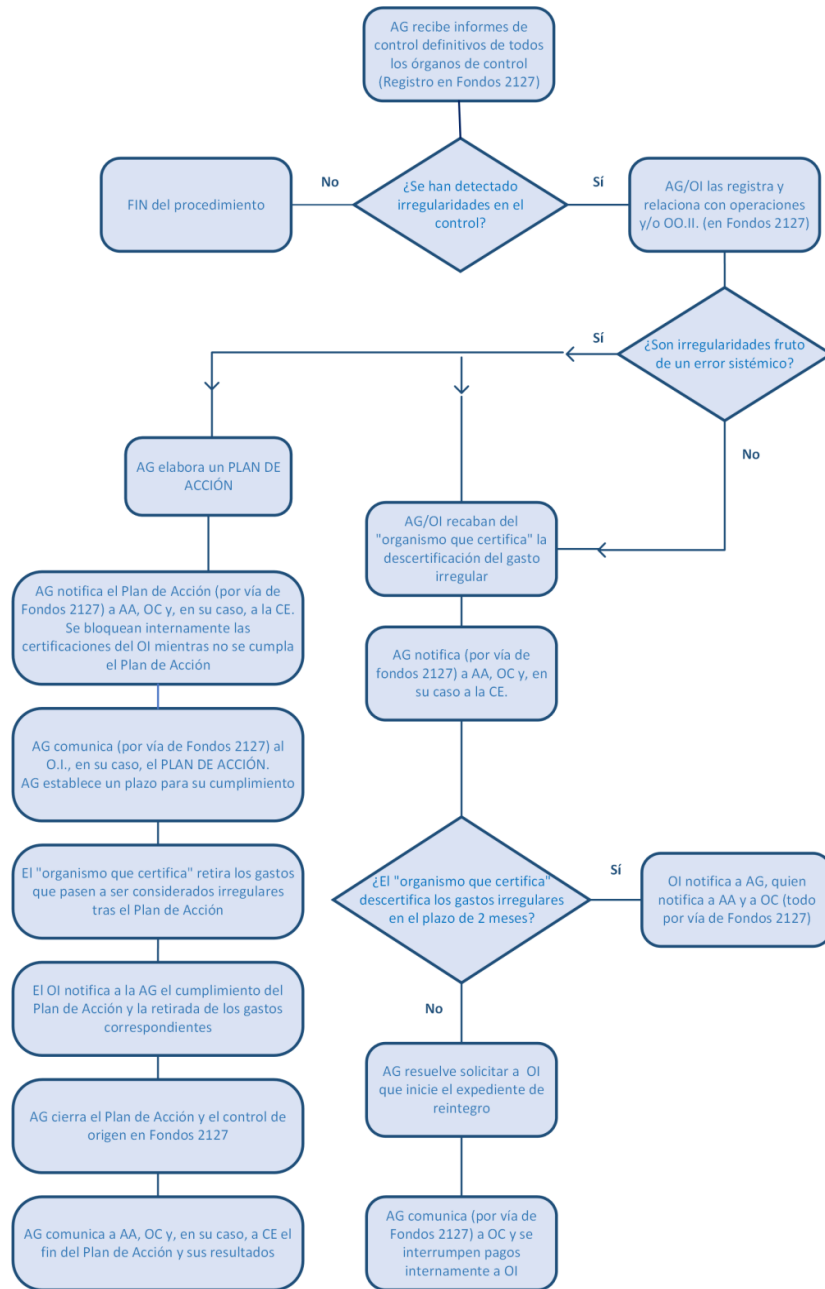 AG recibe informes de
control definitivos de todos
los órganos de control
(Registro en Fondos 2127)
FIN del procedimiento
No
¿Se han detectado
irregularidades en el
control?
Sí
AG/OI las registra y
relaciona con operaciones
y/o OO.II. (en Fondos 2127)
¿Son irregularidades fruto
de un error sistémico?
Sí
No
AG elabora un PLAN DE
ACCIÓN
AG/OI recaban del
"organismo que certifica" la
descertificación del gasto
irregular
AG notifica el Plan de Acción (por vía de
Fondos 2127) a AA, OC y, en su caso, a la CE.
Se bloquean internamente las
certificaciones del OI mientras no se cumpla
el Plan de Acción
AG notifica (por vía de
fondos 2127) a AA, OC y, en
su caso a la CE.
AG comunica (por vía de Fondos 2127) al
O.I., en su caso, el PLAN DE ACCIÓN.
AG establece un plazo para su cumplimiento
El "organismo que certifica" retira los gastos
que pasen a ser considerados irregulares
tras el Plan de Acción
¿El "organismo que certifica"
descertifica los gastos irregulares
en el plazo de 2 meses?
Sí
OI notifica a AG, quien
notifica a AA y a OC (todo
por vía de Fondos 2127)
El OI notifica a la AG el cumplimiento del
Plan de Acción y la retirada de los gastos
correspondientes
No
AG resuelve solicitar a OI
que inicie el expediente de
reintegro
AG cierra el Plan de Acción y el control de
origen en Fondos 2127
AG comunica a AA, OC y, en su caso, a CE el
fin del Plan de Acción y sus resultados
AG comunica (por vía de
Fondos 2127) a OC y se
interrumpen pagos
internamente a OI